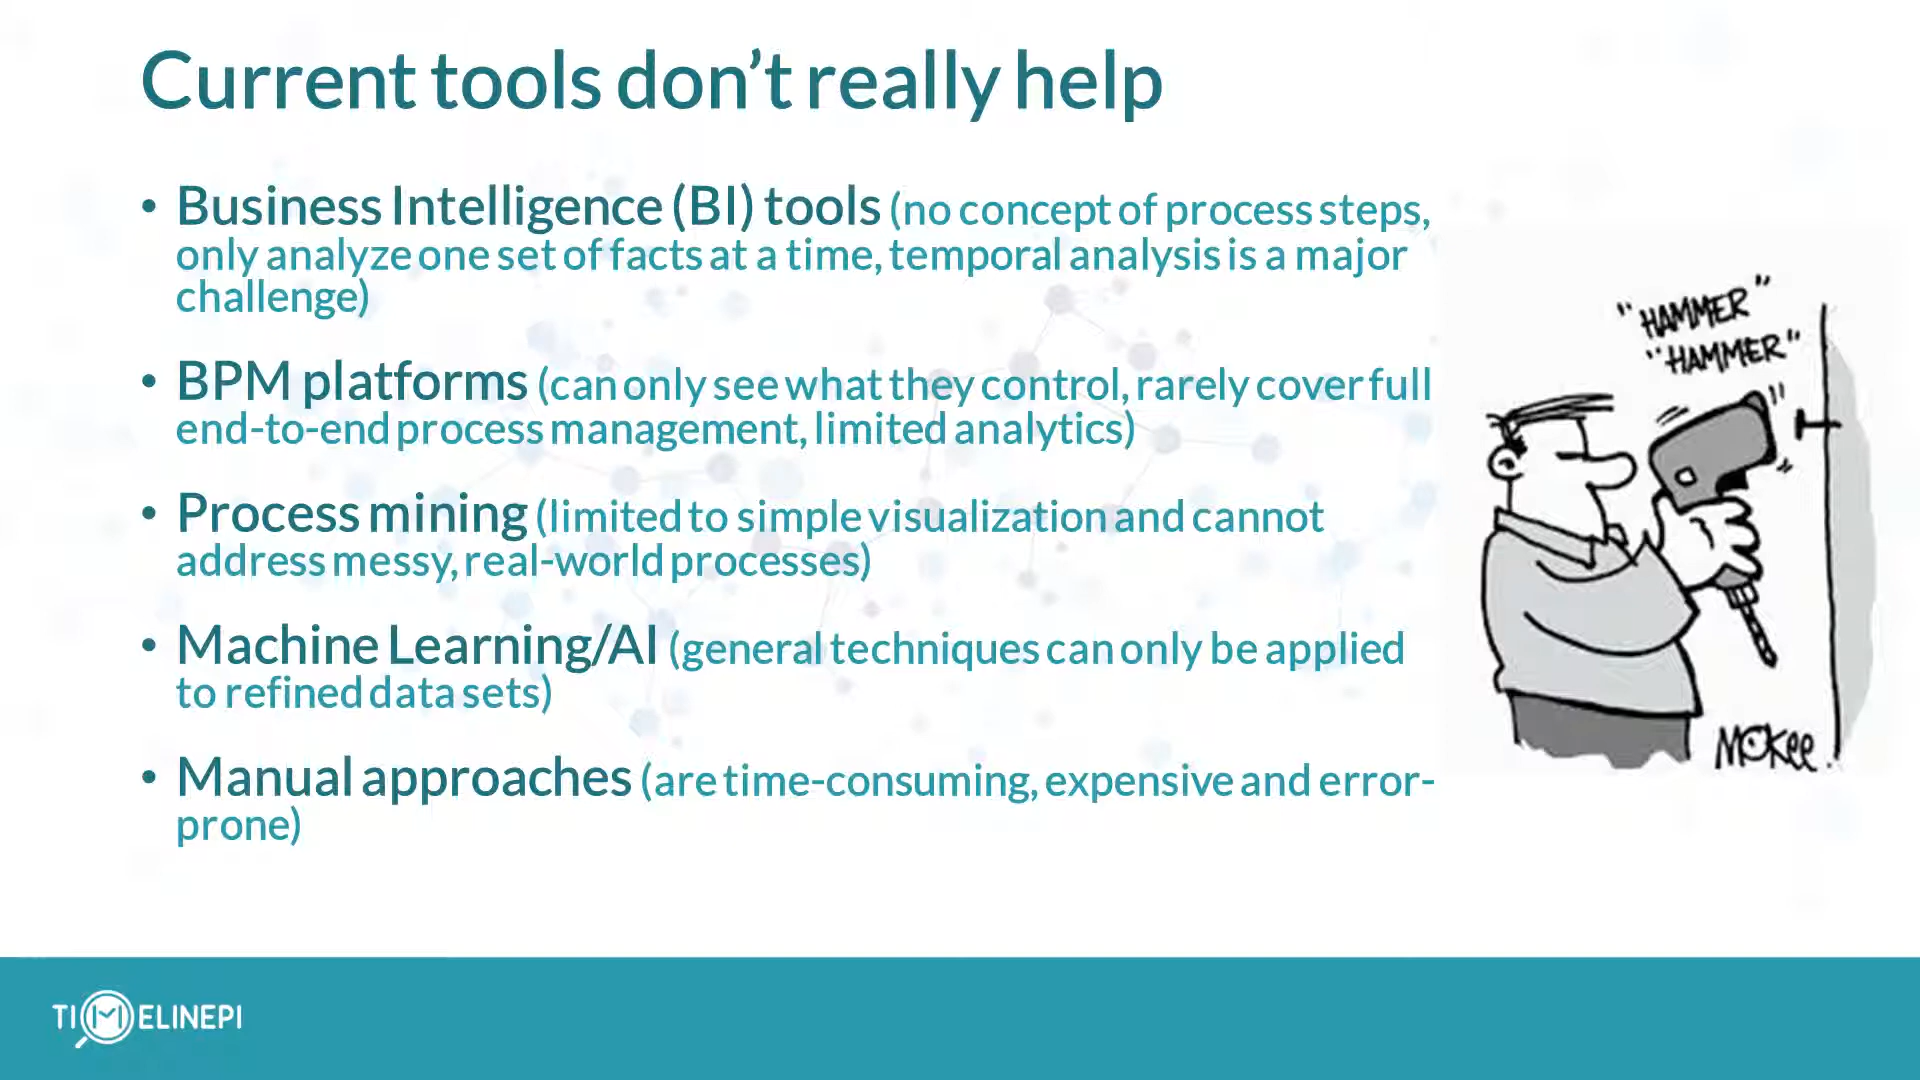 Current tools don’t really help
• Business Intelligence (BI) tools (no concept of process steps,
only analyze one set of facts at a time, temporal analysis is a major
challenge)
• BPM platforms (can only see what they control, rarely cover full
end-to-end process management, limited analytics)
• Process mining (limited to simple visualization and cannot
address messy, real-world processes)
• Machine Learning/AI (general techniques can only be applied
to refined data sets)
• Manual approaches (are time-consuming, expensive and error-
prone)
"HAMMER"
"HAMMER"
McKee.
TIMELINEPI